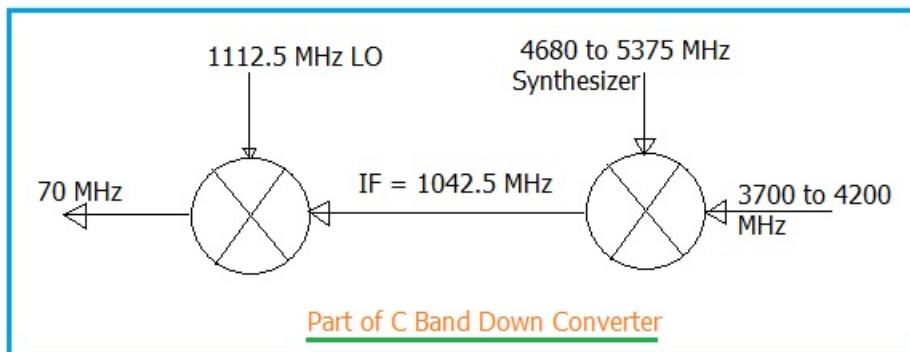 1112.5 MHz LO
4680 to 5375 MHz
Synthesizer
70 MHz
IF = 1042.5 MHz
3700 to 4200
MHz
Part of C Band Down Converter